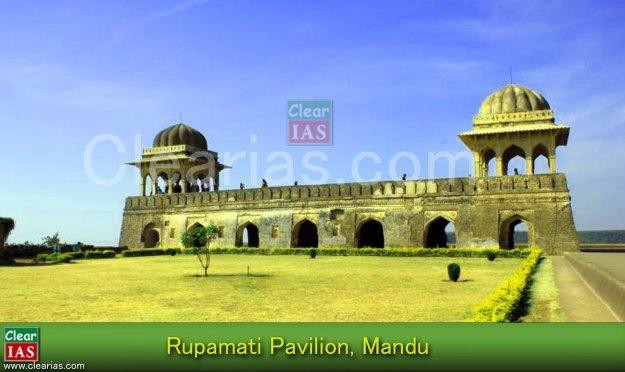 Clear
IAS
Clearias.com
Clear
IAS
Rupamati Pavilion, Mandu
www.clearias.com